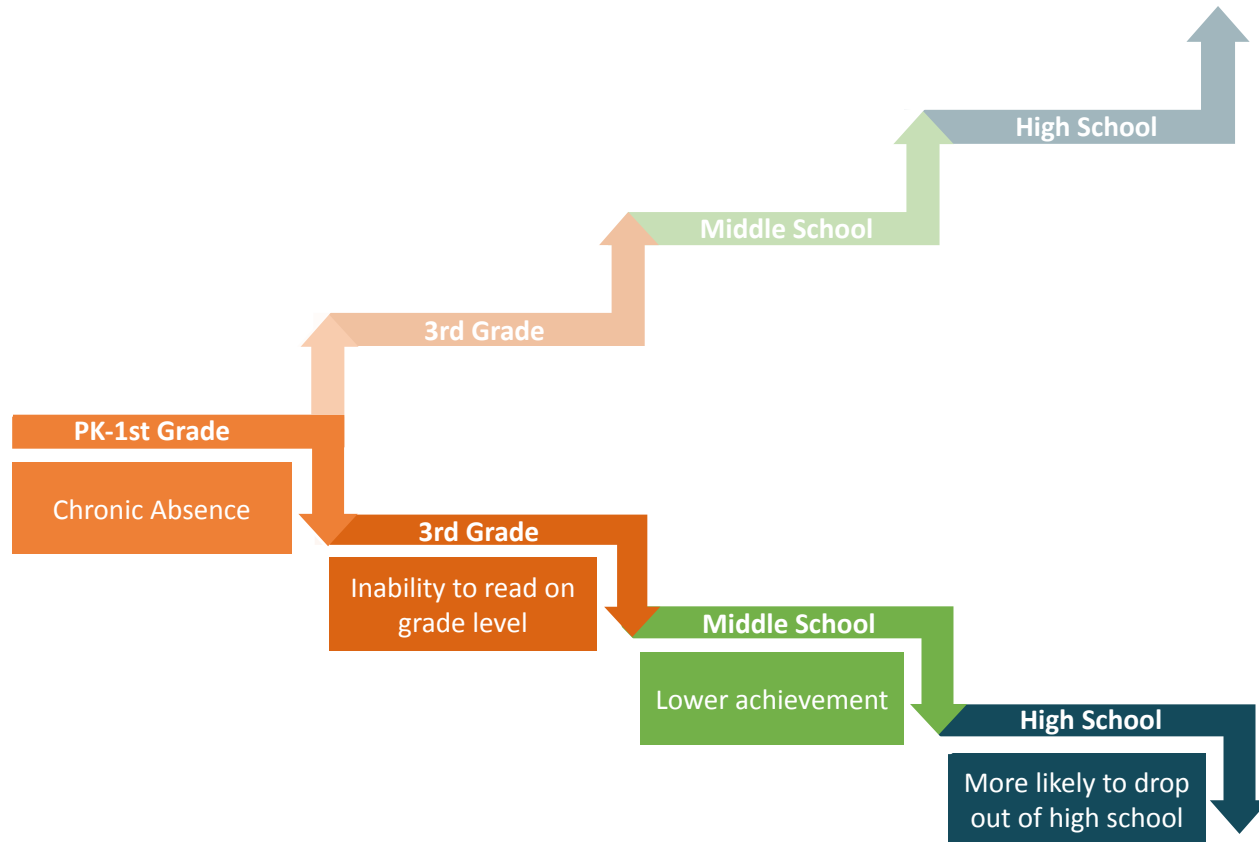 High School
Middle School
3rd Grade
PK-1st Grade
Chronic Absence
3rd Grade
Inability to read on
grade level
Middle School
Lower achievement
High School
More likely to drop
out of high school